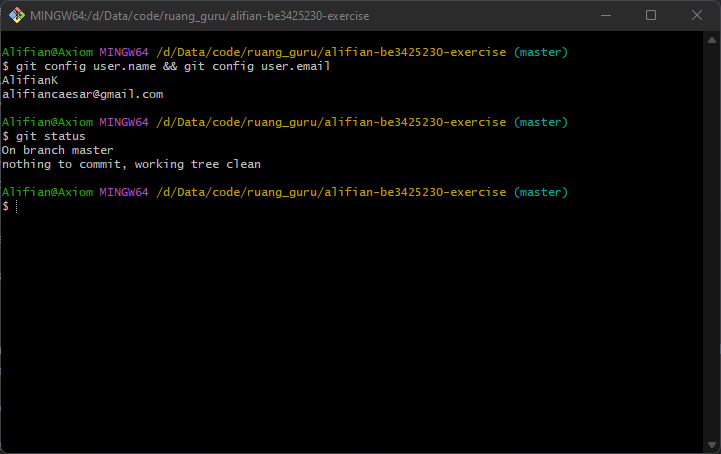 MINGW64:/d/Data/code/ruang_guru/alifian-be3425230-exercise
Alifian@Axiom MINGW64 /d/Data/code/ruang_guru/alifian-be3425230-exercise (master)
$ git config user.name && git config user.email
AlifianK
alifiancaesar@gmail.com
Alifian@Axiom MINGW64 /d/Data/code/ruang_guru/alifian-be3425230-exercise (master)
$ git status
On branch master
nothing to commit, working tree clean
Alifian@Axiom MINGW64 /d/Data/code/ruang_guru/alifian-be3425230-exercise (master)
$